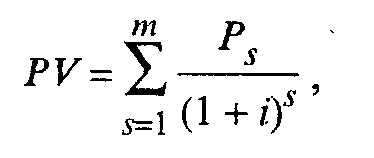 PV = \sum_{s=1}^{m} \frac{P_s}{(1 + i)^s} ,